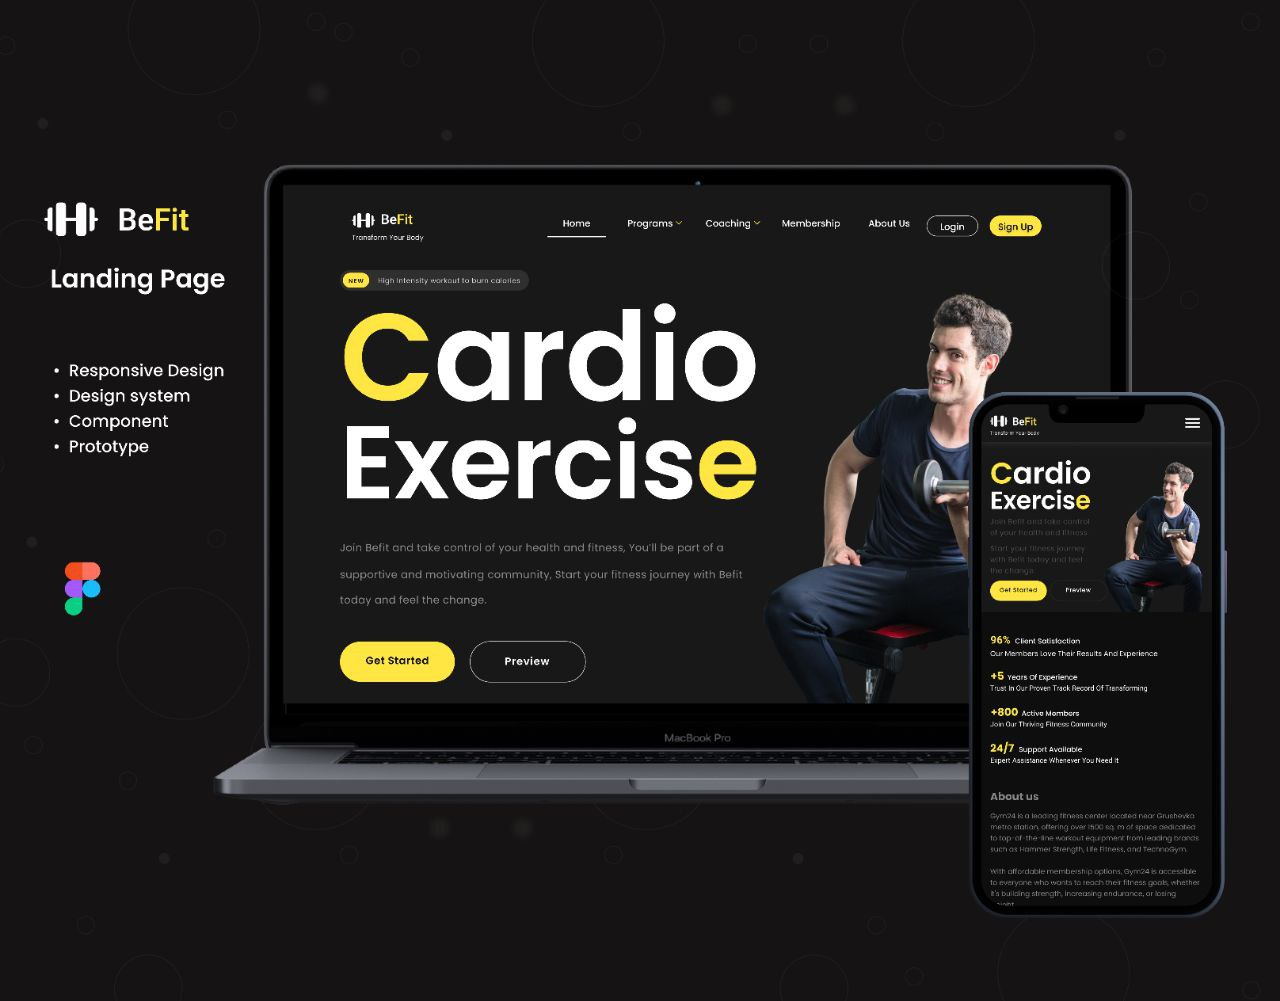 BeFit
Landing Page
• Responsive Design
• Design system
• Component
• Prototype
BeFit
Transform Your Body
Home
Programs
Coaching
Membership
About Us
Login
Sign Up
NEW
High intensity workout to burn calories
Cardio
Exercise
Join Befit and take control of your health and fitness, You'll be part of a
supportive and motivating community, Start your fitness journey with Befit
today and feel the change.
Get Started
Preview
MacBook Pro
BeFit
Transform Your Body
Cardio
Exercise
Join Befit and take control
of your health and fitness
Start your fitness journey
with Befit today and feel
the change
Get Started
Preview
96% Client Satisfaction
Our Members Love Their Results And Experience
+5 Years Of Experience
Trust In Our Proven Track Record Of Transforming
+800 Active Members
Join Our Thriving Fitness Community
24/7 Support Available
Expert Assistance Whenever You Need It
About us
Gym24 is a leading fitness center located near Grushevka
metro station, offering over 1500 sq. m of space dedicated
to top-of-the-line workout equipment from leading brands
such as Hammer Strength, Life Fitness, and TechnoGym.
With affordable membership options, Gym24 is accessible
to everyone who wants to reach their fitness goals, whether
it's building strength, increasing endurance, or losing